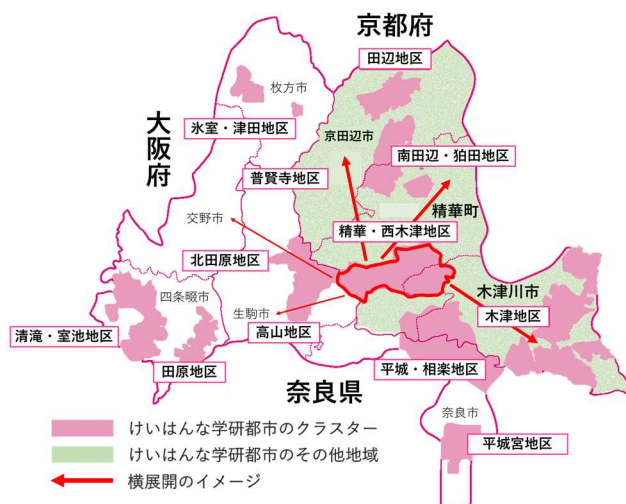 京都府
田辺地区
枚方市
氷室・津田地区
大阪府
京田辺市
南田辺・狛田地区
普賢寺地区
精華町
交野市
精華・西木津地区
北田原地区
四条畷市
木津川市
生駒市
木津地区
清滝・室池地区
高山地区
田原地区
平城・相楽地区
奈良県
奈良市
平城宮地区
けいはんな学研都市のクラスター
けいはんな学研都市のその他地域
横展開のイメージ